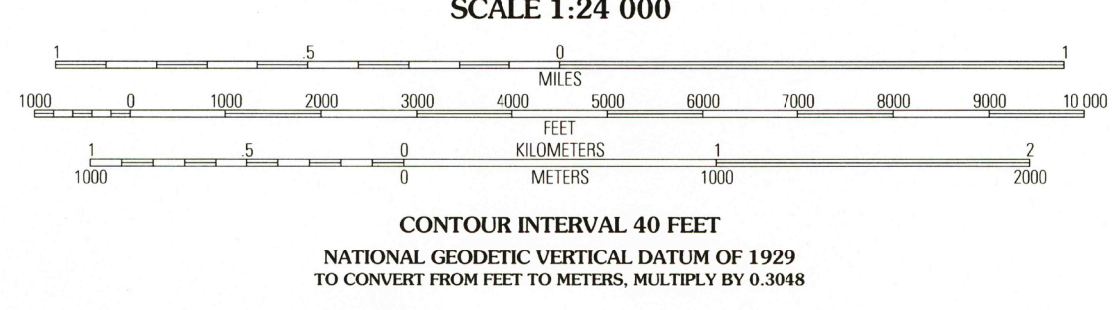 SCALE 1:24 000
1 .5 0 1
MILES
1000 0 1000 2000 3000 4000 5000 6000 7000 8000 9000 10 000
FEET
1 .5 0 KILOMETERS 1 2
1000 0 METERS 1000 2000
CONTOUR INTERVAL 40 FEET
NATIONAL GEODETIC VERTICAL DATUM OF 1929
TO CONVERT FROM FEET TO METERS, MULTIPLY BY 0.3048